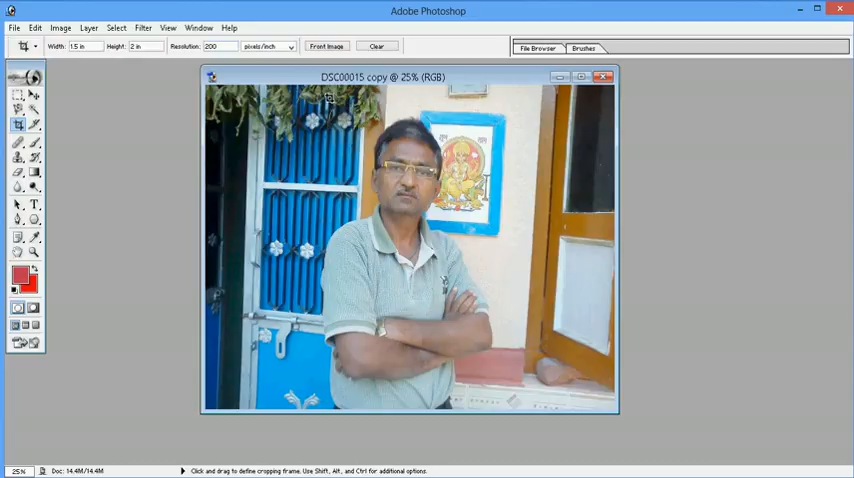 Adobe Photoshop
File Edit Image Layer Select Filter View Window Help
Width: 1.5 in Height: 2 in Resolution: 200 pixels/inch Front Image Clear File Browser Brushes
DSC00015 copy @ 25% (RGB)
शुभ लाभ
25% Doc: 14.4M/14.4M Click and drag to define cropping frame. Use Shift, Alt, and Ctrl for additional options.